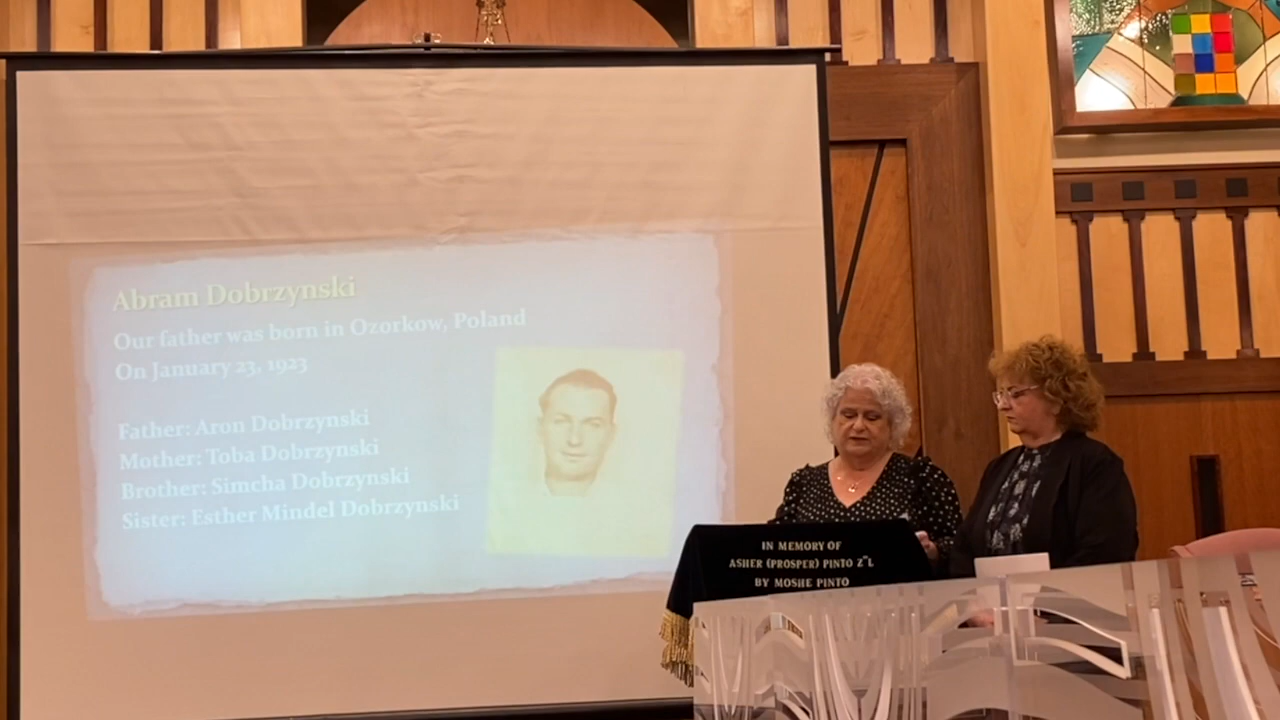 Abram Dobrzynski
Our father was born in Ozorkow, Poland
On January 23, 1923
Father: Aron Dobrzynski
Mother: Toba Dobrzynski
Brother: Simcha Dobrzynski
Sister: Esther Mindel Dobrzynski
IN MEMORY OF
ASHER (PROSPER) PINTO Z"L
BY MOSHE PINTO